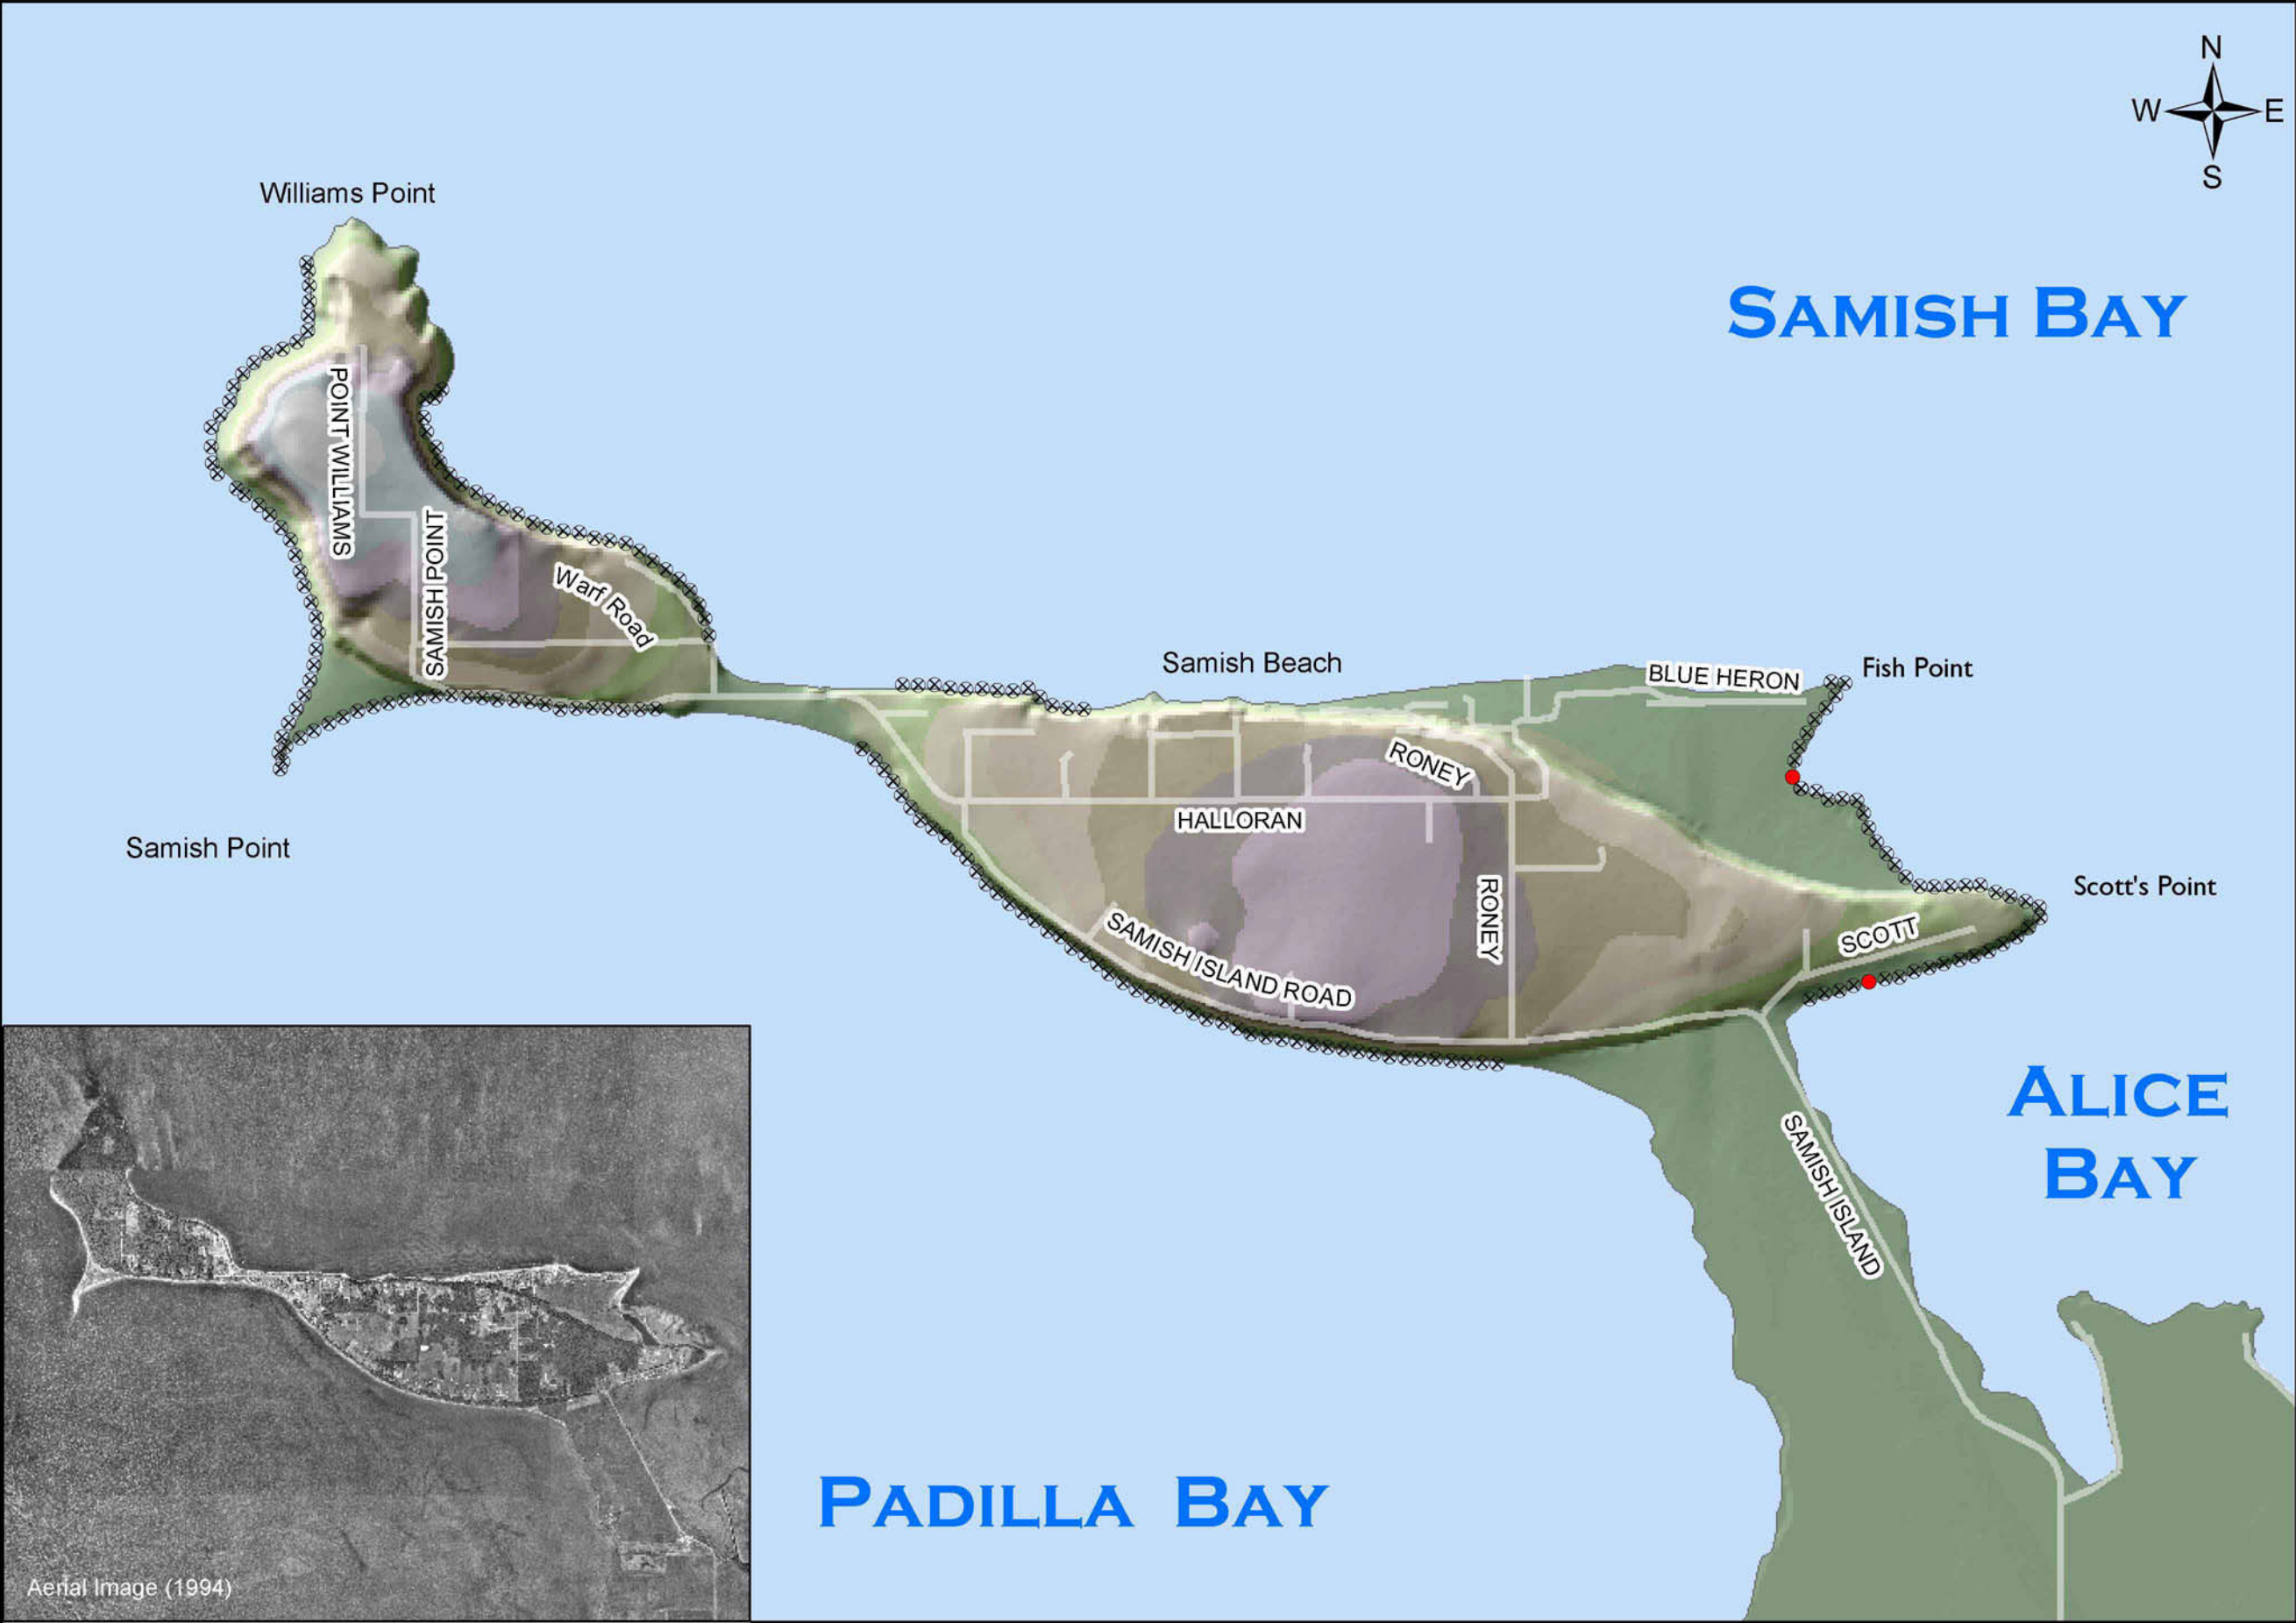 N
W E
S
Williams Point
SAMISH BAY
POINT WILLIAMS
SAMISH POINT
Warf Road
Samish Beach
BLUE HERON
Fish Point
RONEY
HALLORAN
Samish Point
RONEY
Scott's Point
SCOTT
SAMISH ISLAND ROAD
ALICE
BAY
SAMISH ISLAND
PADILLA BAY
Aerial Image (1994)